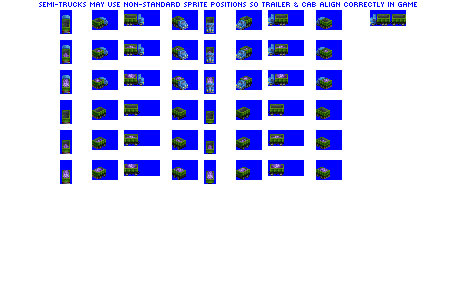 SEMI-TRUCKS MAY USE NON-STANDARD SPRITE POSITIONS SO TRAILER & CAB ALIGN CORRECTLY IN GAME